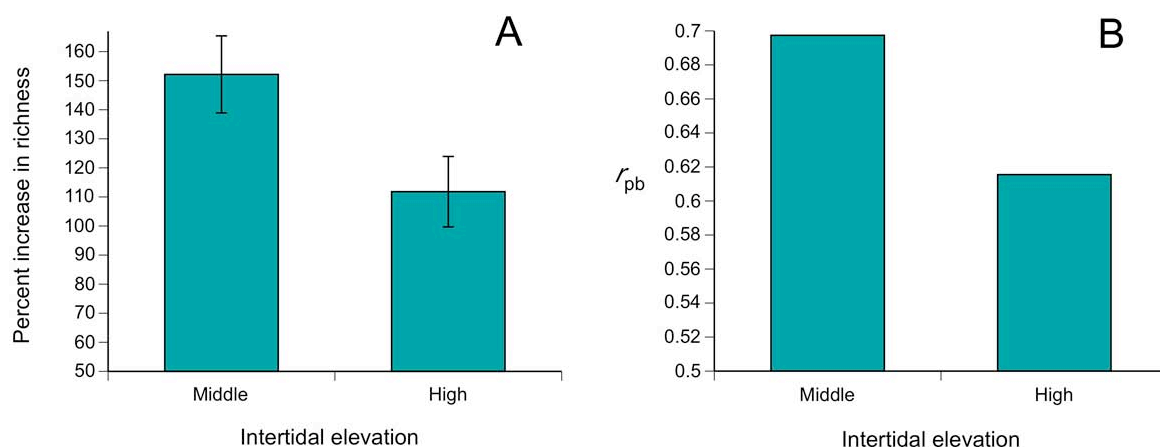 A
Percent increase in richness
160
150
140
130
120
110
100
90
80
70
60
50
Middle High
Intertidal elevation
B
r_pb
0.7
0.68
0.66
0.64
0.62
0.6
0.58
0.56
0.54
0.52
0.5
Middle High
Intertidal elevation